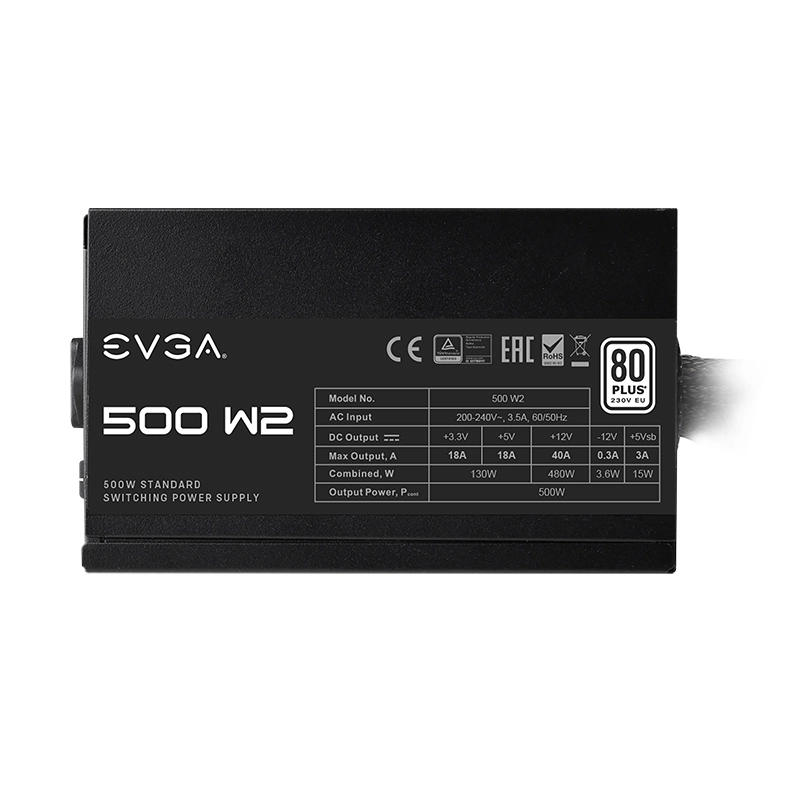 EVGA®
CE EAC RoHS
80
PLUS®
230V EU
500 W2
500W STANDARD
SWITCHING POWER SUPPLY
Model No. 500 W2
AC Input 200-240V~, 3.5A, 60/50Hz
DC Output +3.3V +5V +12V -12V +5Vsb
Max Output, A 18A 18A 40A 0.3A 3A
Combined, W 130W 480W 3.6W 15W
Output Power, Pcont 500W